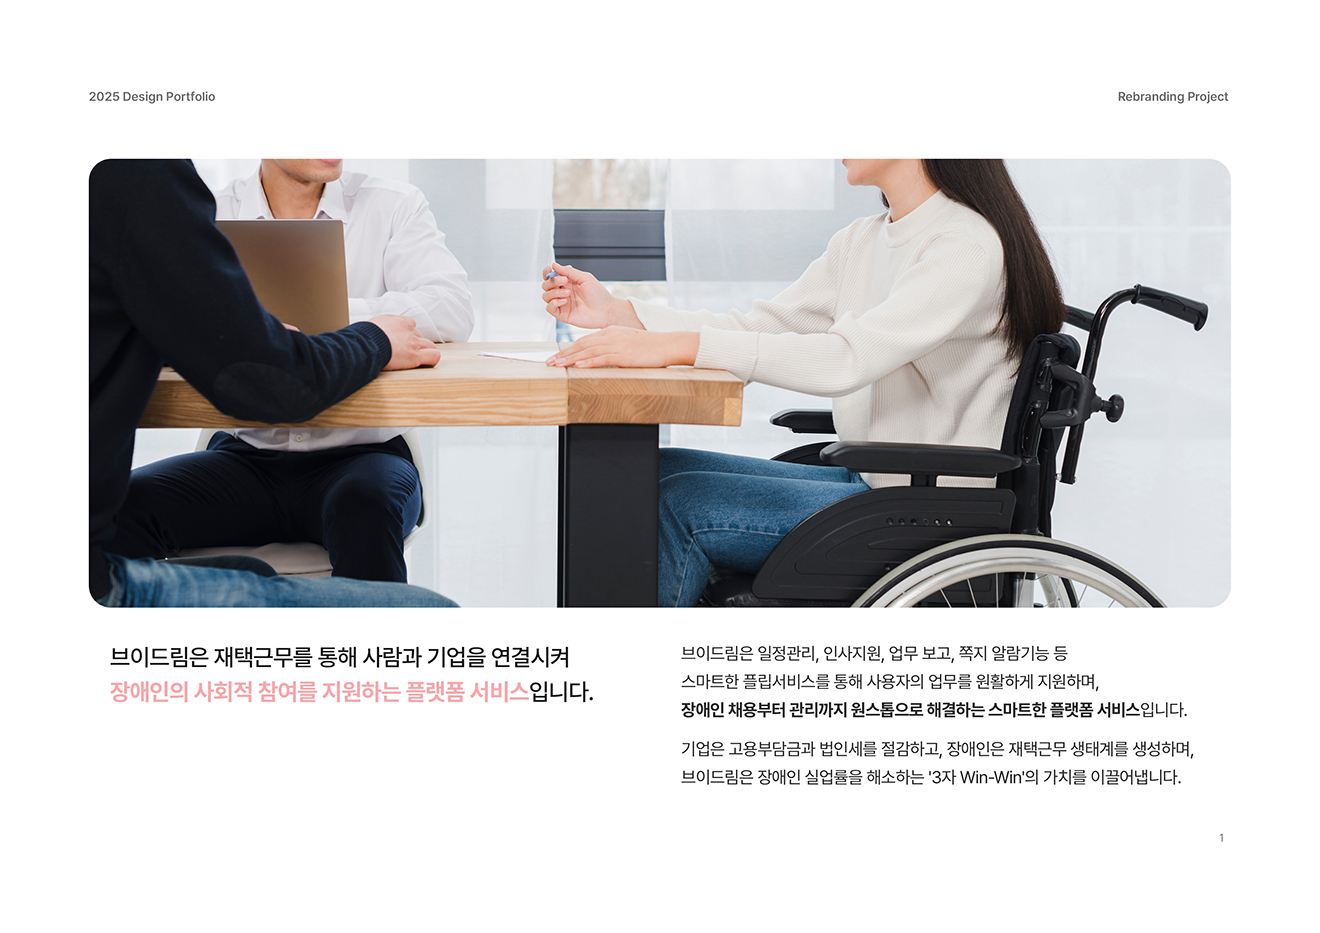 2025 Design Portfolio
Rebranding Project
브이드림은 재택근무를 통해 사람과 기업을 연결시켜
장애인의 사회적 참여를 지원하는 플랫폼 서비스입니다.
브이드림은 일정관리, 인사지원, 업무 보고, 쪽지 알람기능 등
스마트한 플립서비스를 통해 사용자의 업무를 원활하게 지원하며,
장애인 채용부터 관리까지 원스톱으로 해결하는 스마트한 플랫폼 서비스입니다.
기업은 고용부담금과 법인세를 절감하고, 장애인은 재택근무 생태계를 생성하며,
브이드림은 장애인 실업률을 해소하는 '3자 Win-Win'의 가치를 이끌어냅니다.
1